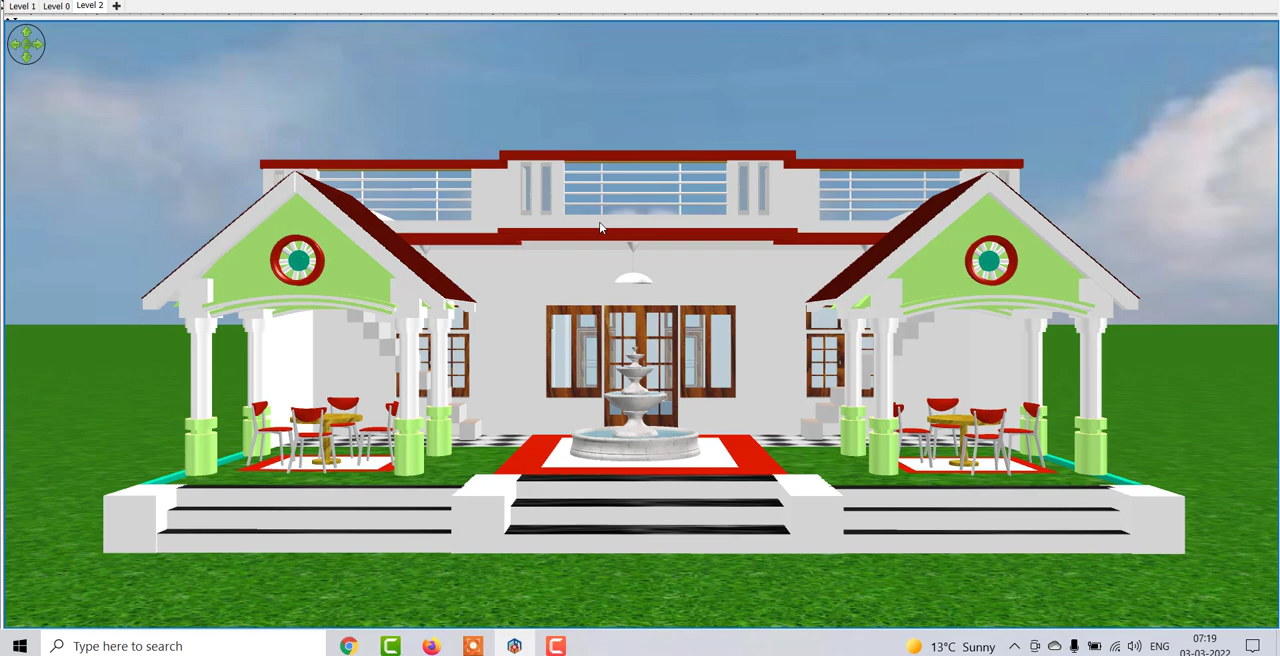 Level 1 Level 0 Level 2
Type here to search
13°C Sunny
ENG
07:19
03-03-2022